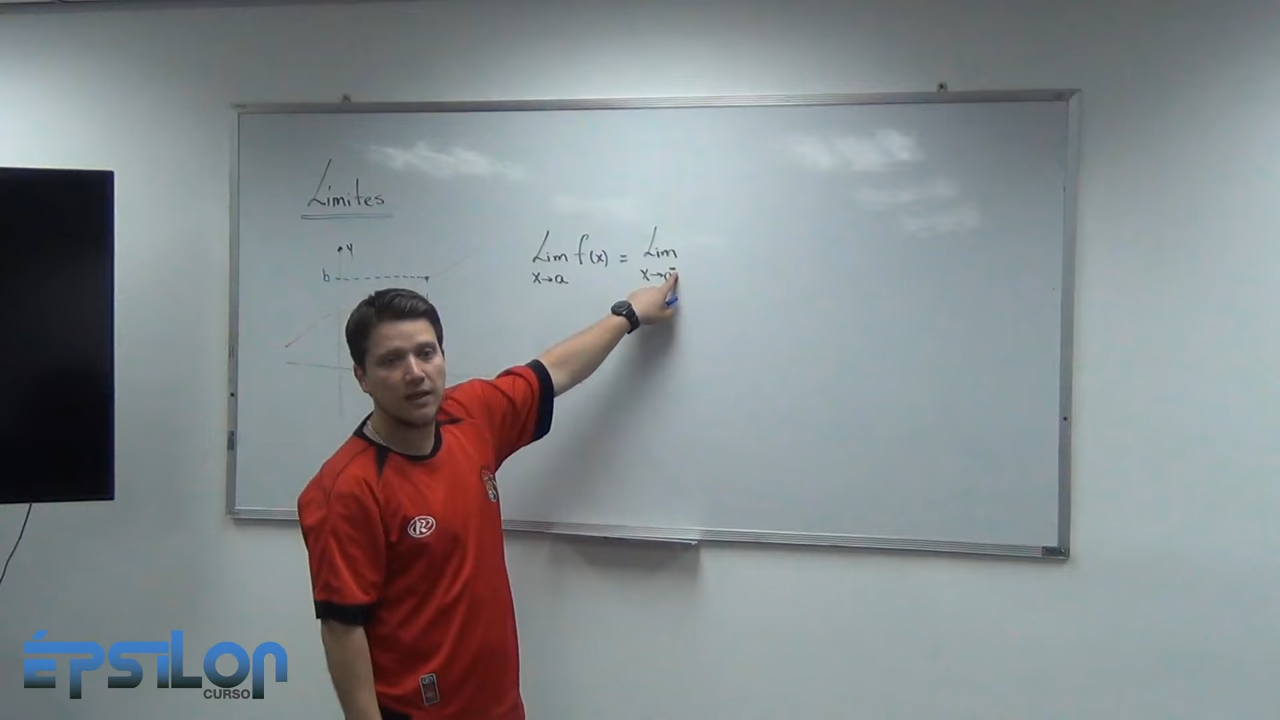 Limites
y
b
Lim f(x) = Lim
x→a x→a⁻
ÉPSILON
CURSO